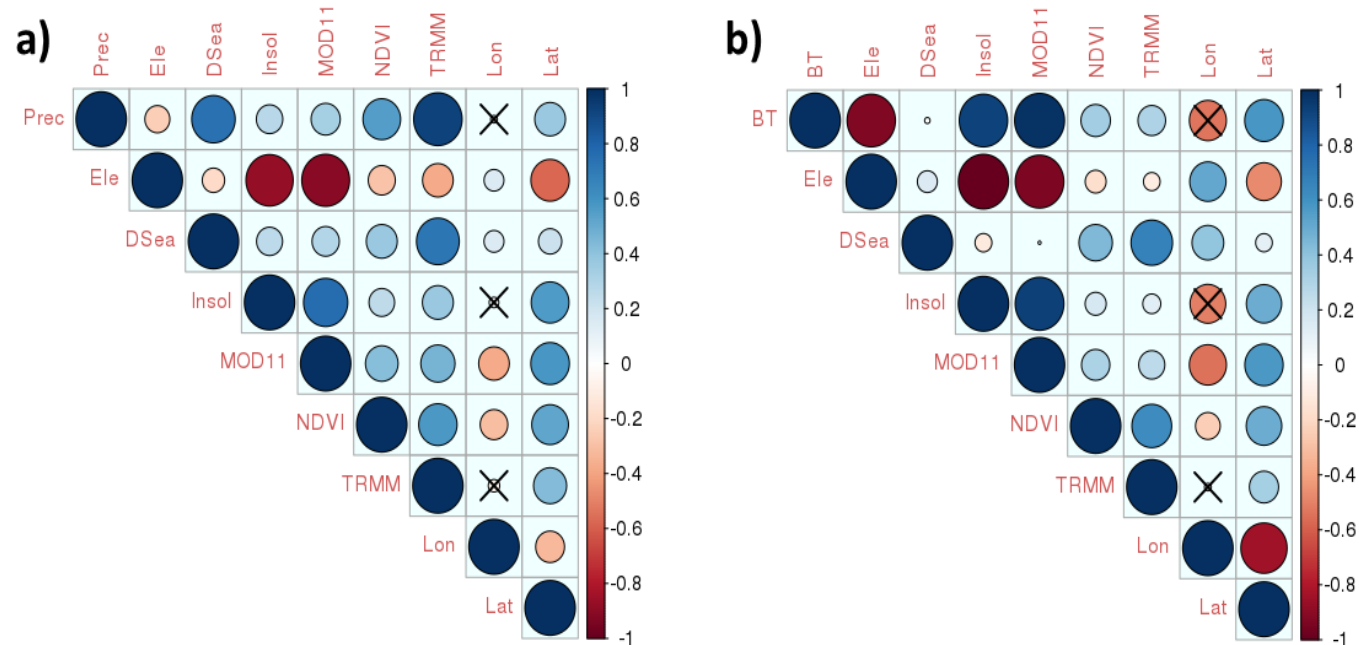 a)
Prec Ele DSea Insol MOD11 NDVI TRMM Lon Lat
Prec
Ele
DSea
Insol
MOD11
NDVI
TRMM
Lon
Lat
1
0.8
0.6
0.4
0.2
0
-0.2
-0.4
-0.6
-0.8
-1
b)
BT Ele DSea Insol MOD11 NDVI TRMM Lon Lat
BT
Ele
DSea
Insol
MOD11
NDVI
TRMM
Lon
Lat
1
0.8
0.6
0.4
0.2
0
-0.2
-0.4
-0.6
-0.8
-1